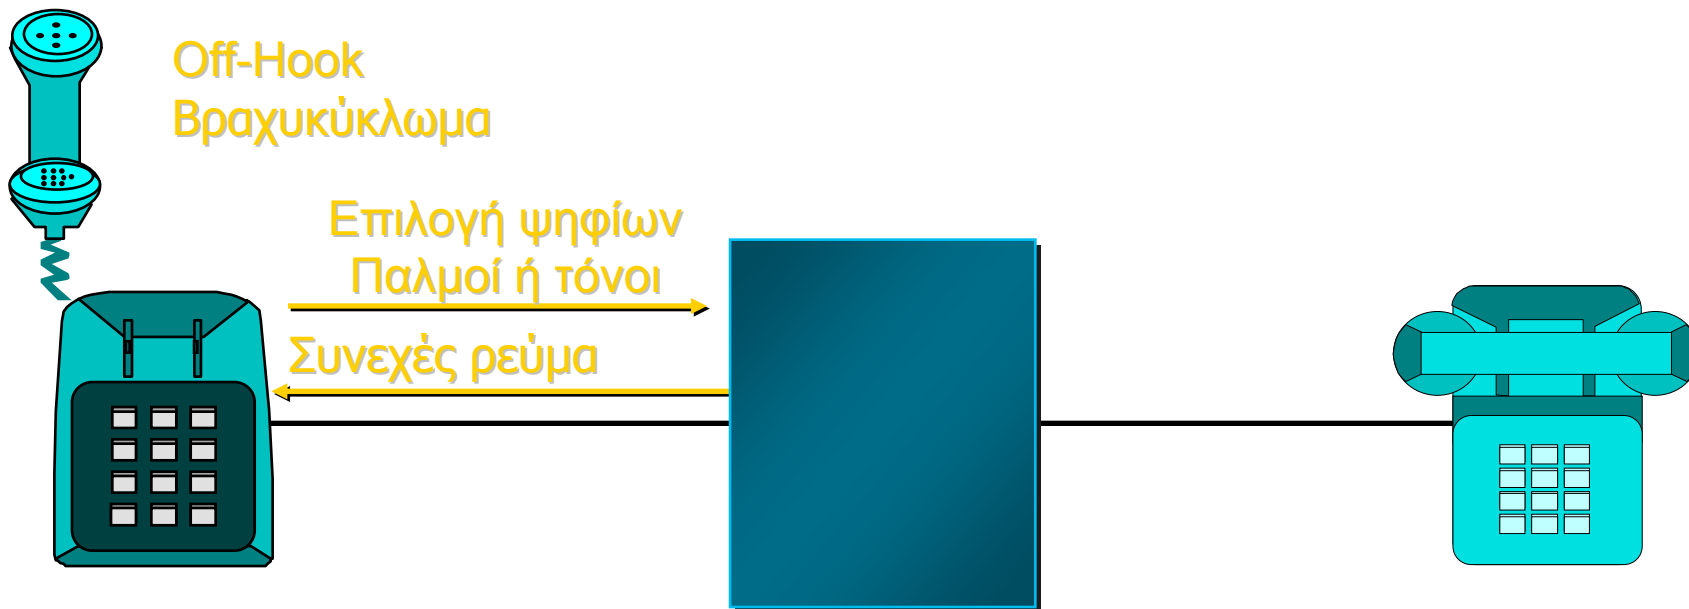 Off-Hook
Βραχυκύκλωμα
Επιλογή ψηφίων
Παλμοί ή τόνοι
Συνεχές ρεύμα